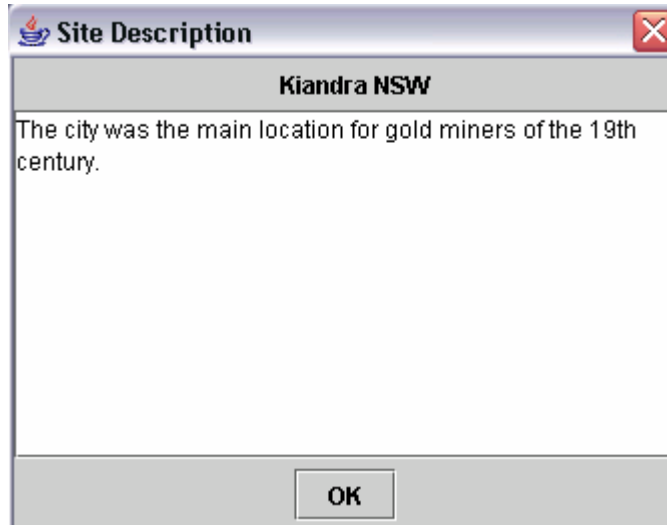 Site Description
Kiandra NSW
The city was the main location for gold miners of the 19th
century.
OK